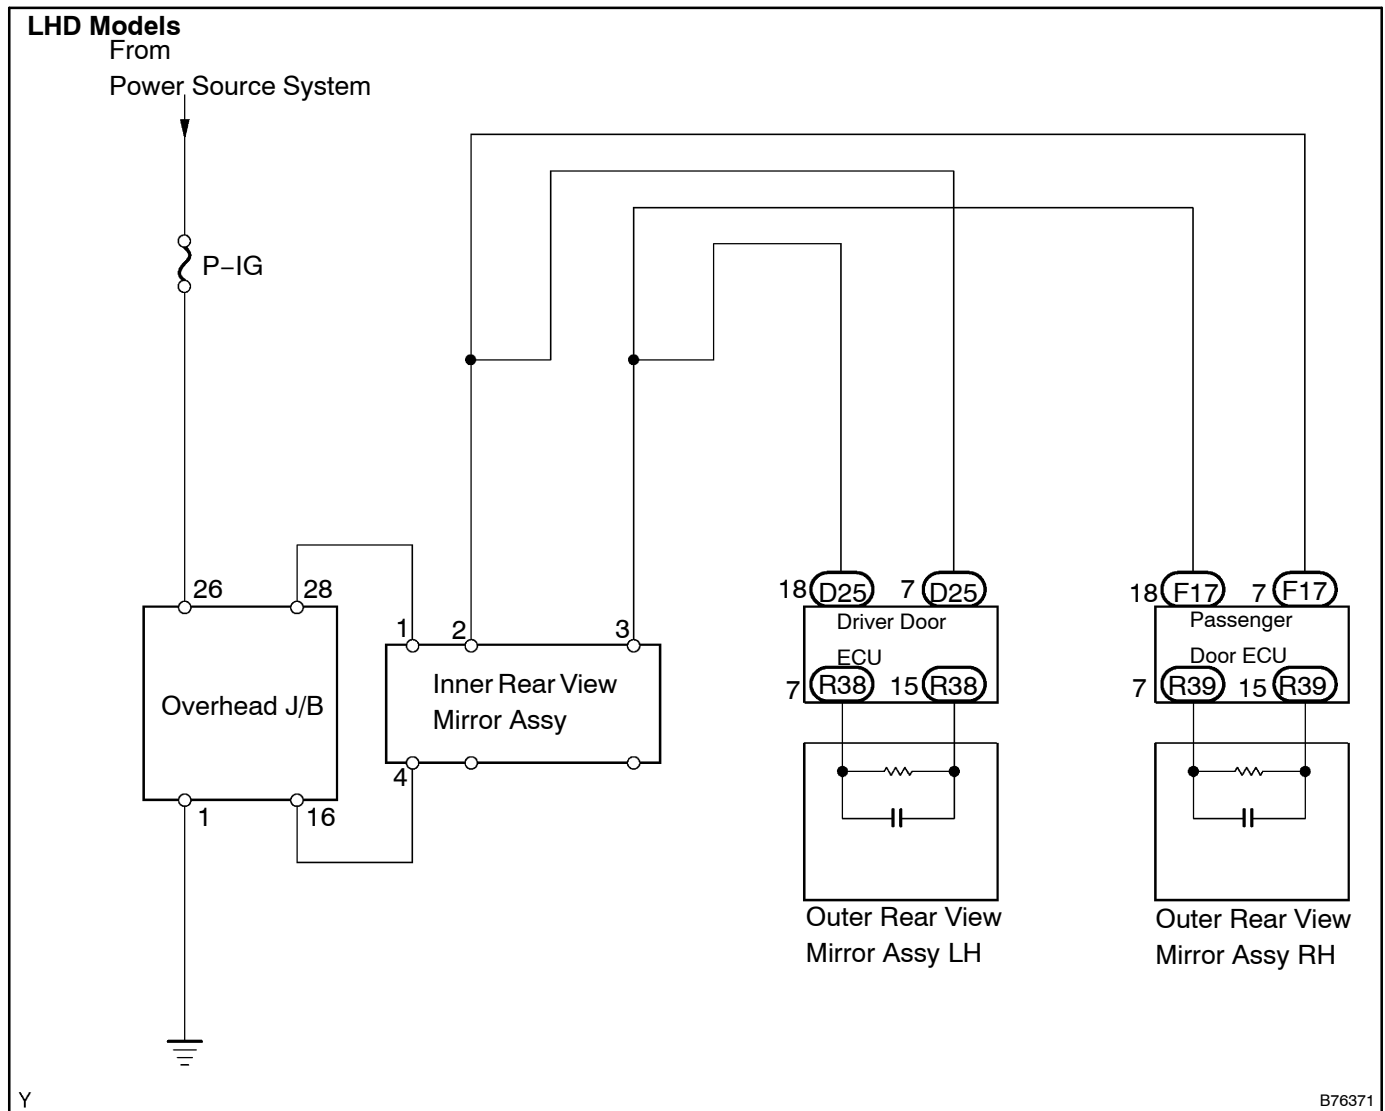 LHD Models
From
Power Source System
P–IG
26
28
1
2
3
Overhead J/B
Inner Rear View
Mirror Assy
4
1
16
18
D25
7
D25
Driver Door
ECU
7
R38
15
R38
Outer Rear View
Mirror Assy LH
18
F17
7
F17
Passenger
Door ECU
7
R39
15
R39
Outer Rear View
Mirror Assy RH
Y
B76371